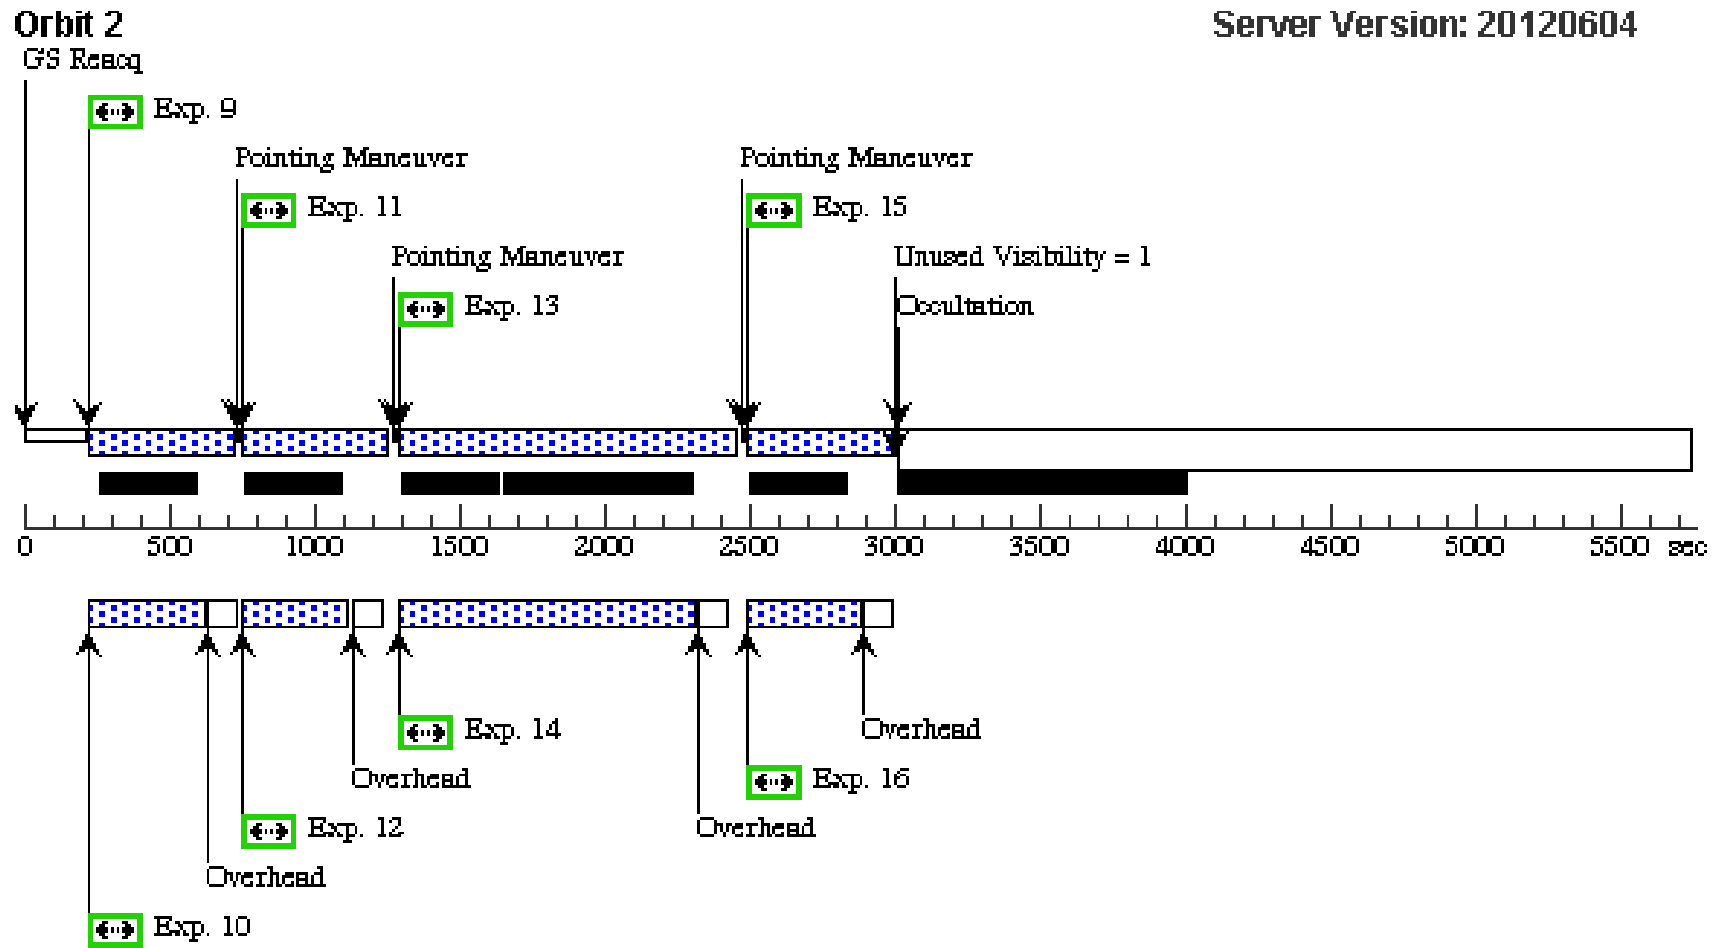 Orbit 2
Server Version: 20120604
GS Reacq
Exp. 9
Pointing Maneuver
Pointing Maneuver
Exp. 11
Exp. 15
Pointing Maneuver
Unused Visibility = 1
Exp. 13
Occultation
0 500 1000 1500 2000 2500 3000 3500 4000 4500 5000 5500 sec
Exp. 14
Overhead
Overhead
Exp. 16
Exp. 12
Overhead
Overhead
Exp. 10